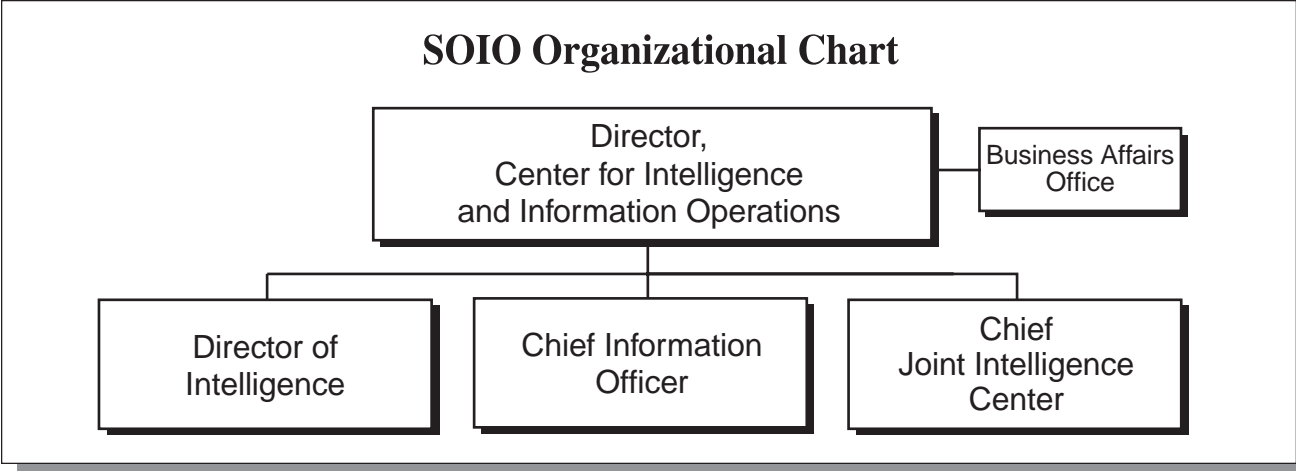 SOIO Organizational Chart
Director,
Center for Intelligence
and Information Operations
Business Affairs
Office
Director of
Intelligence
Chief Information
Officer
Chief
Joint Intelligence
Center